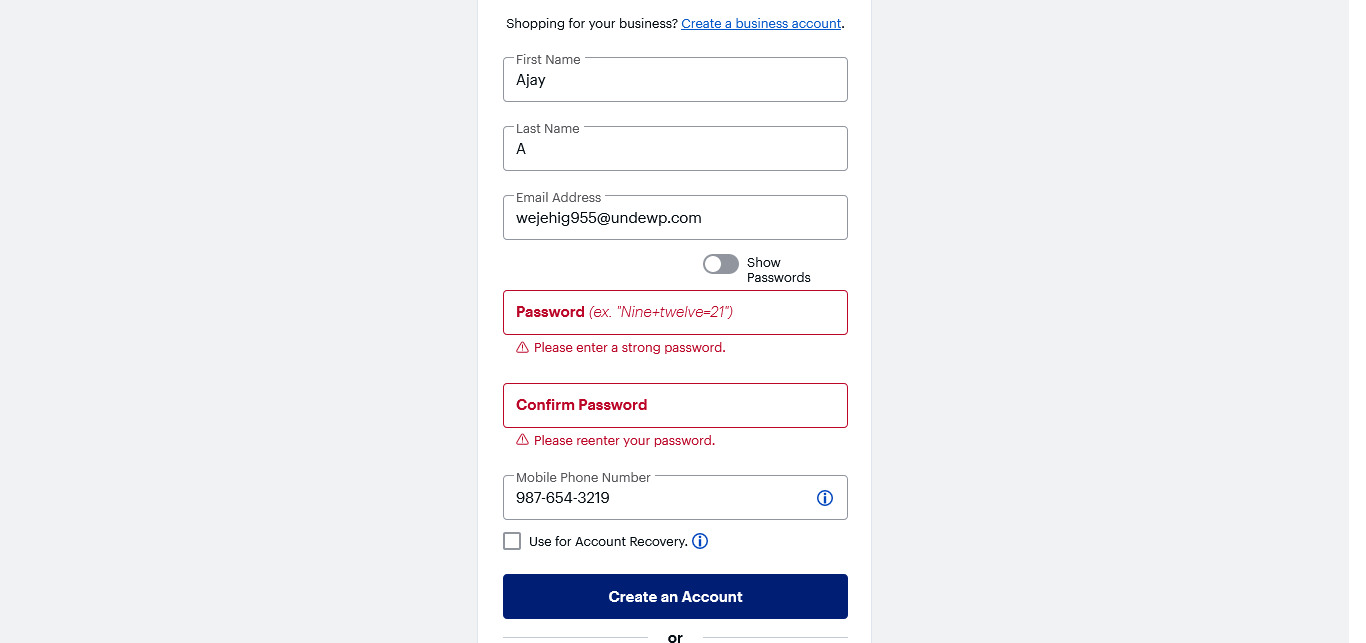 Shopping for your business? Create a business account.
First Name
Ajay
Last Name
A
Email Address
wejehig955@undewp.com
Show
Passwords
Password (ex. "Nine+twelve=21")
Please enter a strong password.
Confirm Password
Please reenter your password.
Mobile Phone Number
987-654-3219
Use for Account Recovery.
Create an Account
or